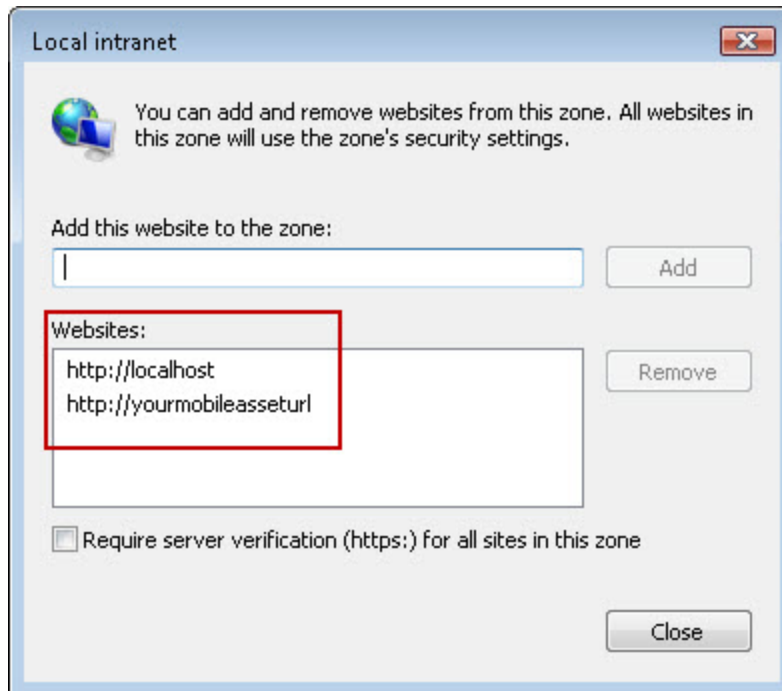 Local intranet
You can add and remove websites from this zone. All websites in
this zone will use the zone's security settings.
Add this website to the zone:
Add
Websites:
http://localhost
http://yourmobileasseturl
Remove
Require server verification (https:) for all sites in this zone
Close